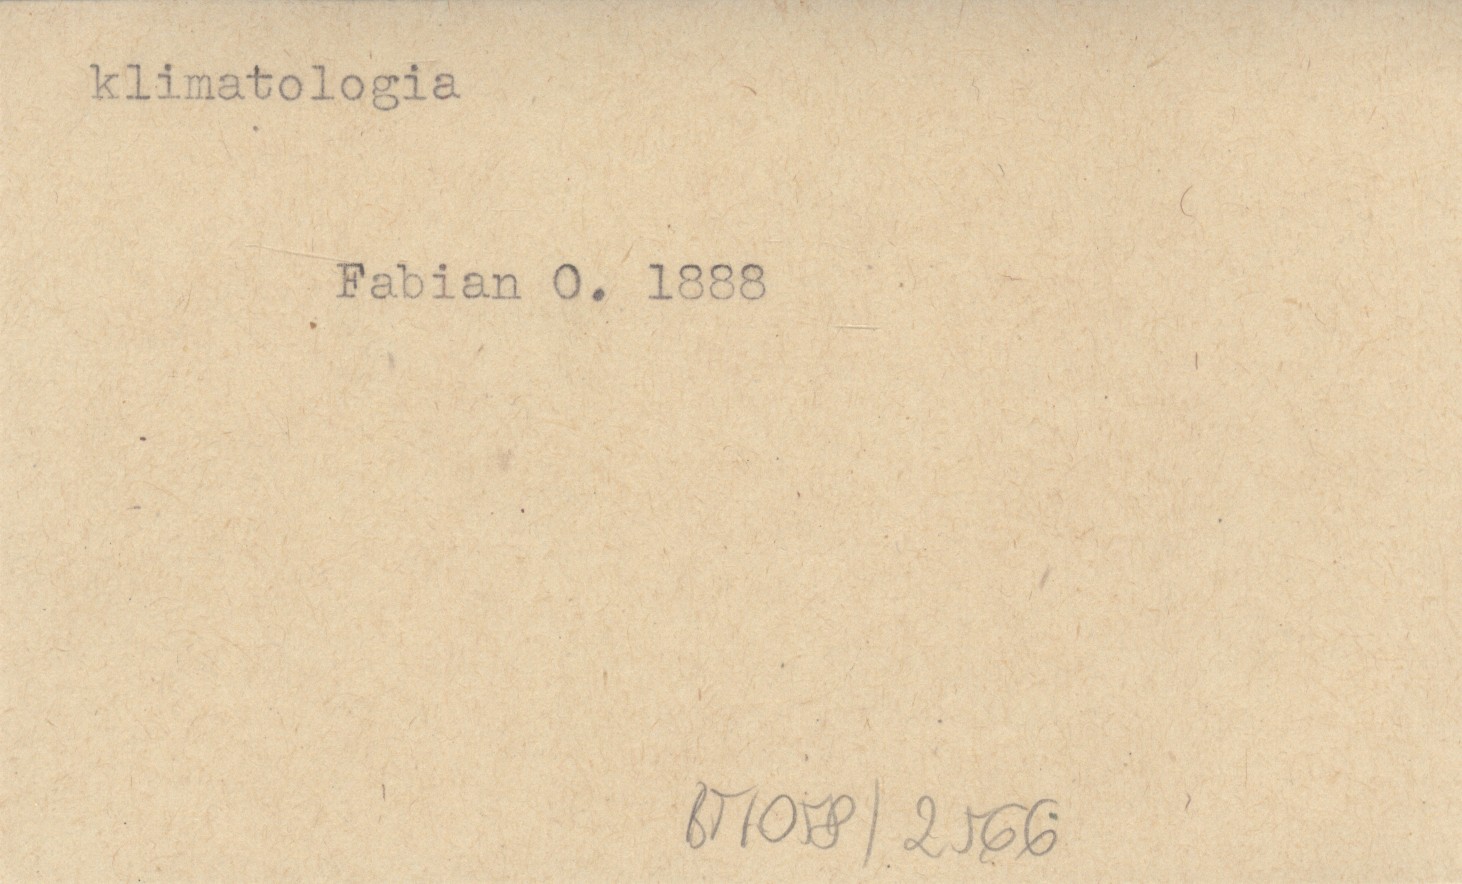 klimatologia
Fabian O. 1888
BT1058/2566